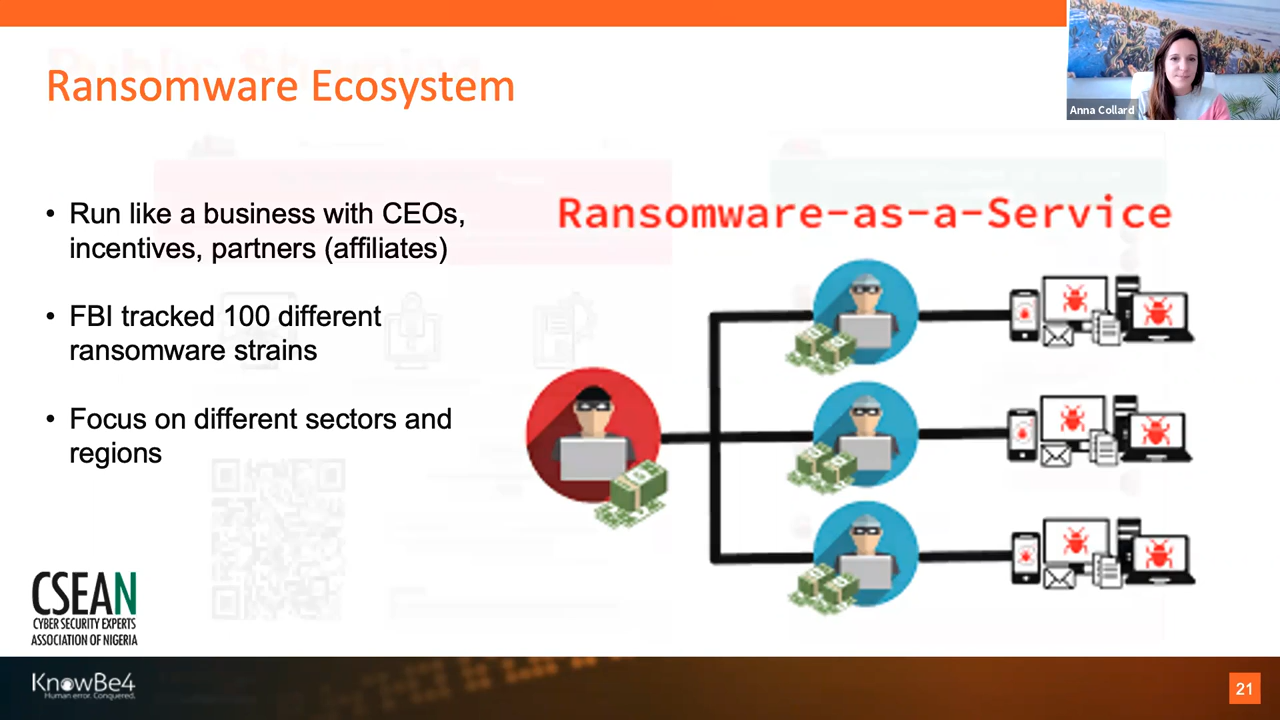 Ransomware Ecosystem
Anna Collard
• Run like a business with CEOs,
incentives, partners (affiliates)
• FBI tracked 100 different
ransomware strains
• Focus on different sectors and
regions
Ransomware-as-a-Service
CSEAN
CYBER SECURITY EXPERTS
ASSOCIATION OF NIGERIA
KnowBe4
Human error. Conquered.
21